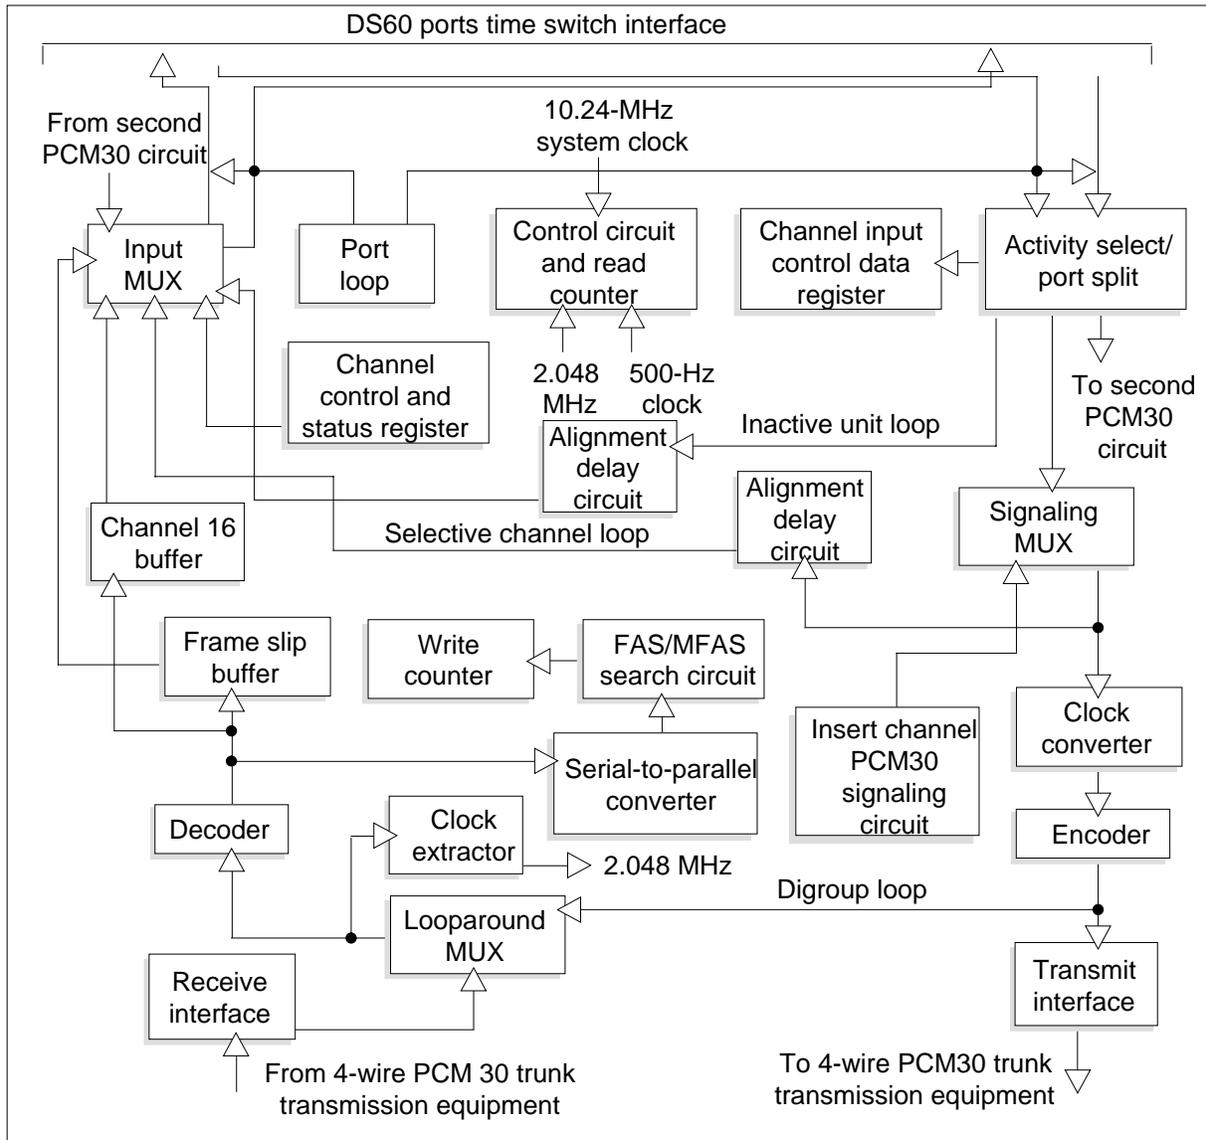 DS60 ports time switch interface
From second
PCM30 circuit
10.24-MHz
system clock
Input
MUX
Port
loop
Control circuit
and read
counter
Channel input
control data
register
Activity select/
port split
Channel
control and
status register
2.048
MHz
500-Hz
clock
To second
PCM30
circuit
Inactive unit loop
Alignment
delay
circuit
Alignment
delay
circuit
Signaling
MUX
Channel 16
buffer
Selective channel loop
Frame slip
buffer
Write
counter
FAS/MFAS
search circuit
Insert channel
PCM30
signaling
circuit
Clock
converter
Serial-to-parallel
converter
Decoder
Clock
extractor
2.048 MHz
Encoder
Digroup loop
Looparound
MUX
Receive
interface
Transmit
interface
From 4-wire PCM 30 trunk
transmission equipment
To 4-wire PCM30 trunk
transmission equipment